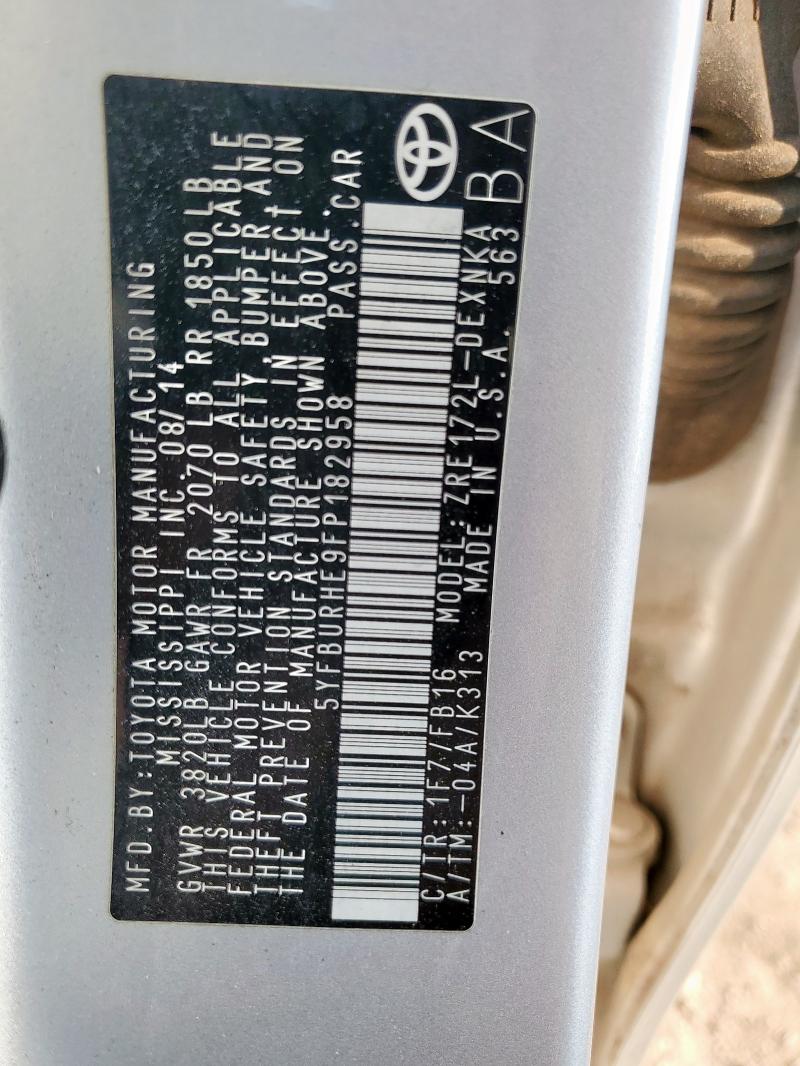 MFD.BY:TOYOTA MOTOR MANUFACTURING
MISSISSIPPI INC 08/14
GVWR 3820LB GAWR FR 2070LB RR 1850LB
THIS VEHICLE CONFORMS TO ALL APPLICABLE
FEDERAL MOTOR VEHICLE SAFETY, BUMPER AND
THEFT PREVENTION STANDARDS IN EFFECT ON
THE DATE OF MANUFACTURE SHOWN ABOVE.
5YFBURHE9FP182958 PASS.CAR
C/TR:1F7/FB16 MODEL:ZRE172L-DEXNKA
A/TM:-04A/K313 MADE IN U.S.A. 563
BA